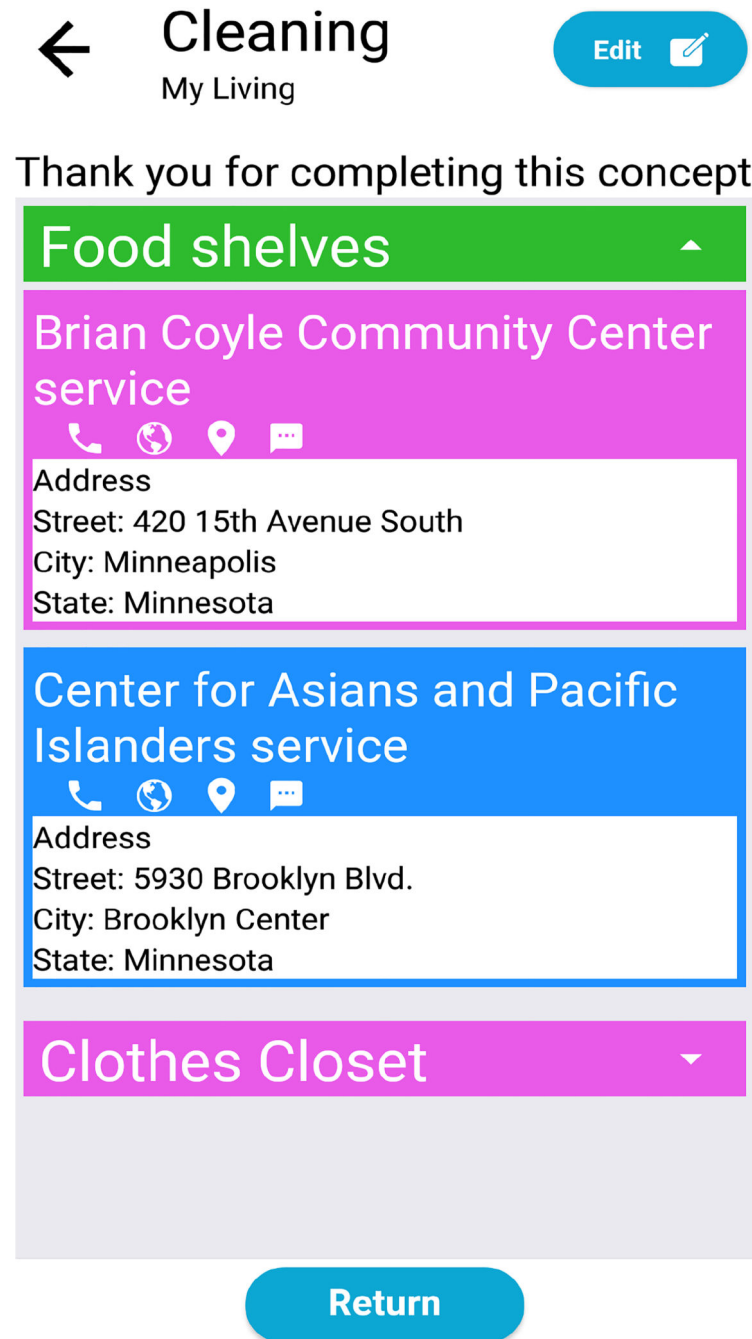 Cleaning
Edit
My Living
Thank you for completing this concept
Food shelves
Brian Coyle Community Center
service
Address
Street: 420 15th Avenue South
City: Minneapolis
State: Minnesota
Center for Asians and Pacific
Islanders service
Address
Street: 5930 Brooklyn Blvd.
City: Brooklyn Center
State: Minnesota
Clothes Closet
Return